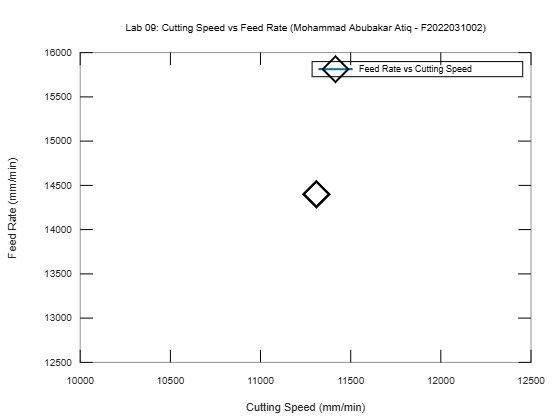 Lab 09: Cutting Speed vs Feed Rate (Mohammad Abubakar Atiq - F2022031002)
16000
Feed Rate vs Cutting Speed
15500
15000
14500
14000
13500
13000
12500
Feed Rate (mm/min)
10000 10500 11000 11500 12000 12500
Cutting Speed (mm/min)